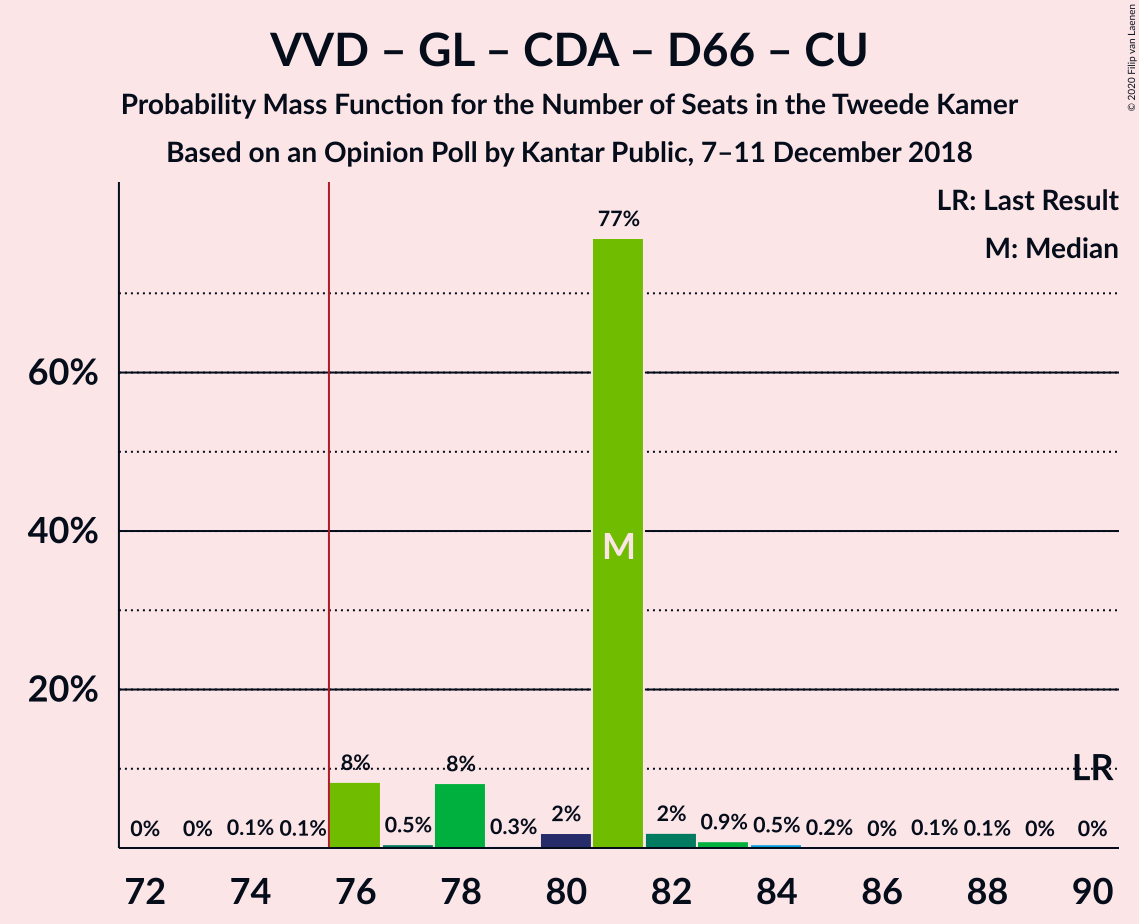 VVD – GL – CDA – D66 – CU
Probability Mass Function for the Number of Seats in the Tweede Kamer
Based on an Opinion Poll by Kantar Public, 7–11 December 2018
© 2020 Filip van Laenen
LR: Last Result
M: Median
77%
60%
40%
M
20%
LR
8%
8%
0% 0% 0.1% 0.1% 0.5% 0.3% 2% 2% 0.9% 0.5% 0.2% 0% 0.1% 0.1% 0% 0%
72 74 76 78 80 82 84 86 88 90